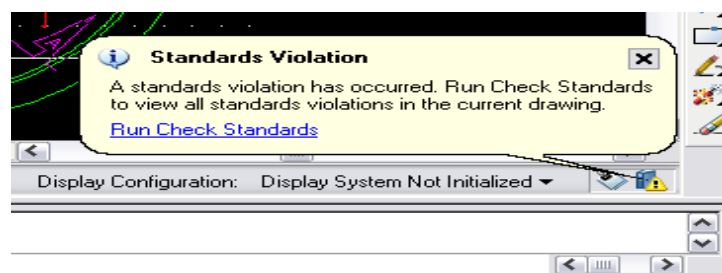 Standards Violation
A standards violation has occurred. Run Check Standards
to view all standards violations in the current drawing.
Run Check Standards
Display Configuration: Display System Not Initialized